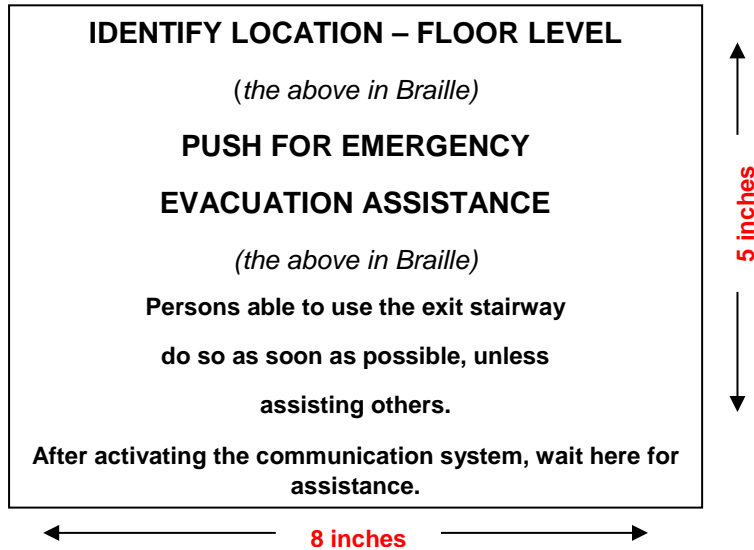 IDENTIFY LOCATION – FLOOR LEVEL
(the above in Braille)
PUSH FOR EMERGENCY
EVACUATION ASSISTANCE
(the above in Braille)
Persons able to use the exit stairway
do so as soon as possible, unless
assisting others.
After activating the communication system, wait here for
assistance.
5 inches
8 inches